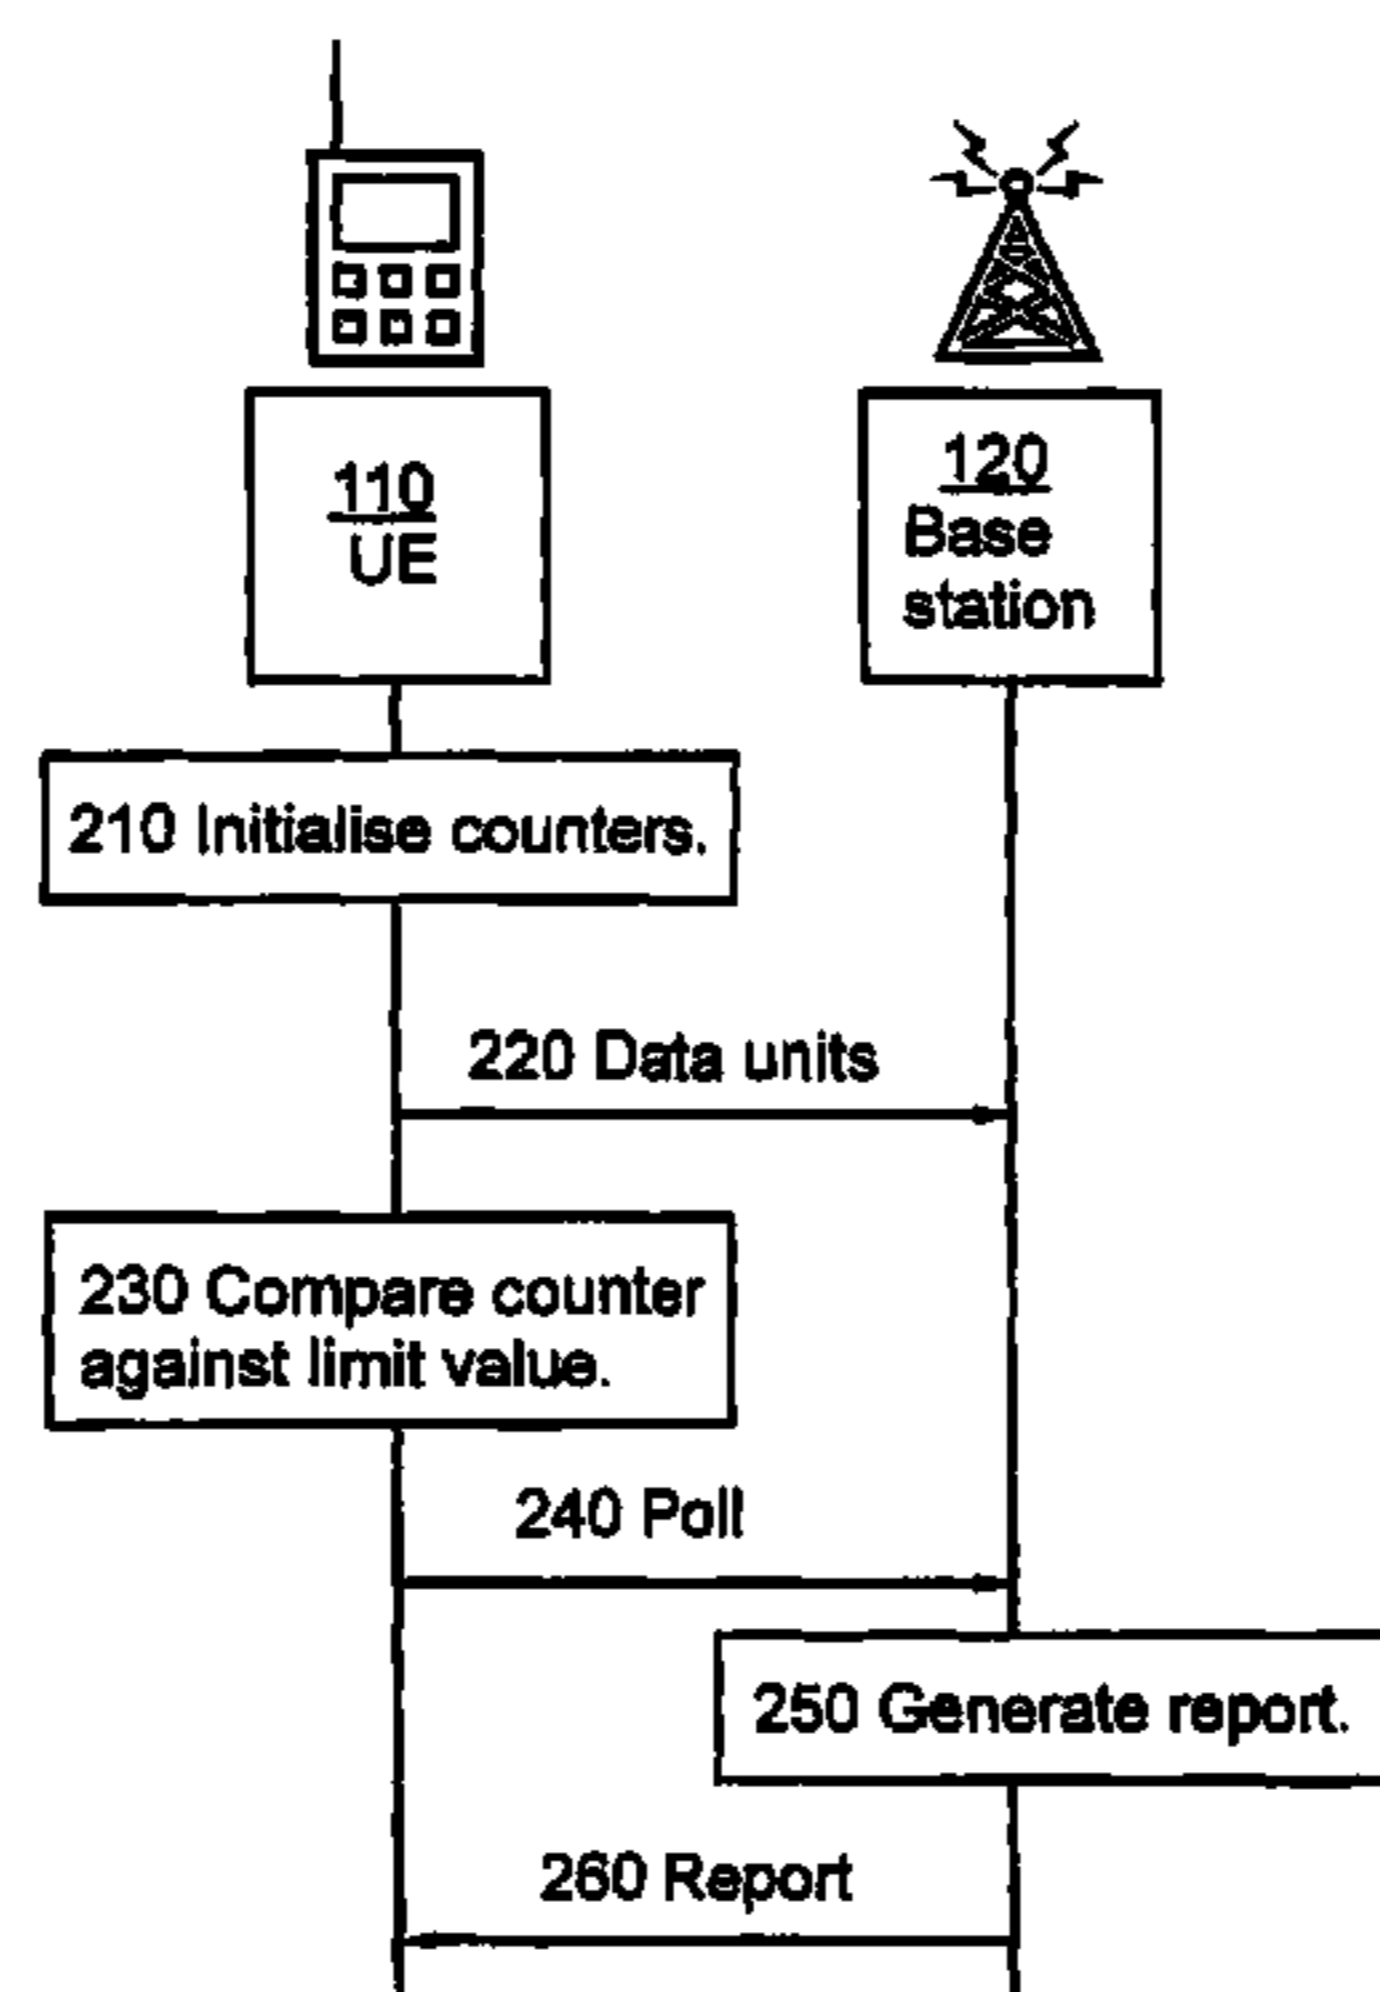 110
UE
120
Base
station
210 Initialise counters.
220 Data units
230 Compare counter
against limit value.
240 Poll
250 Generate report.
260 Report